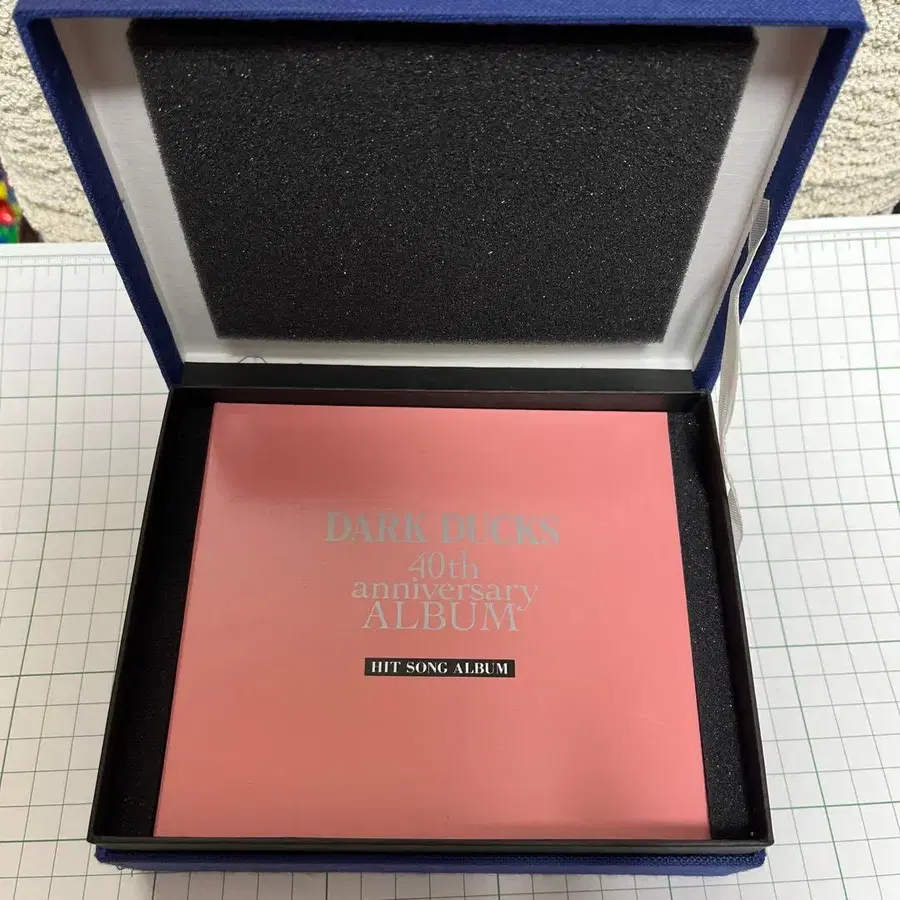 DARK DUCKS
40th
anniversary
ALBUM
HIT SONG ALBUM